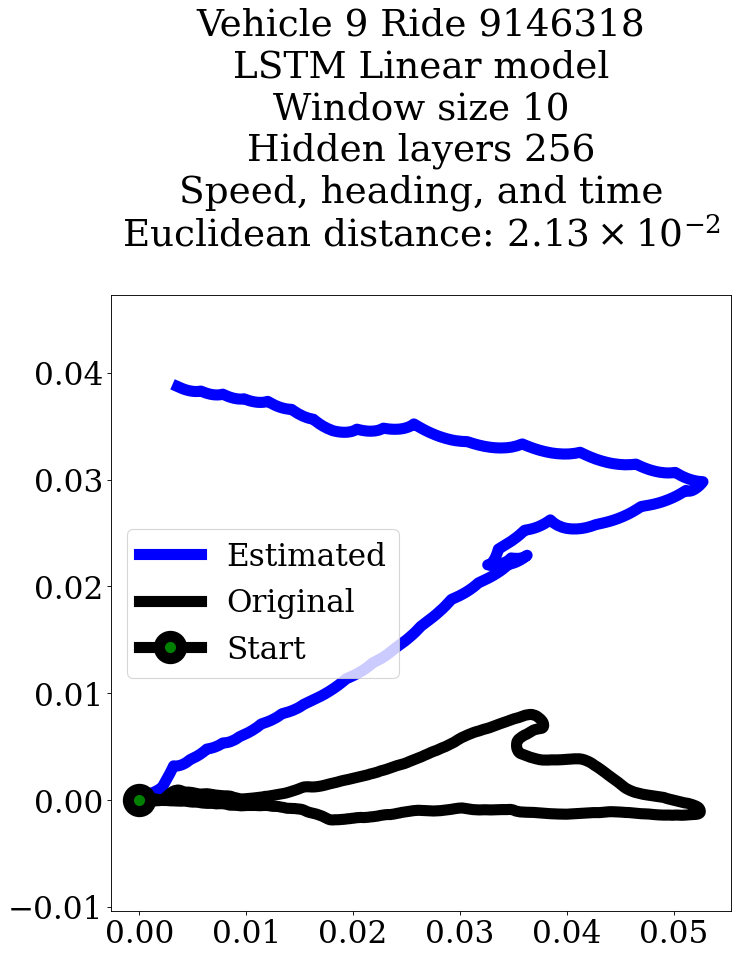 Vehicle 9 Ride 9146318
LSTM Linear model
Window size 10
Hidden layers 256
Speed, heading, and time
Euclidean distance: 2.13 × 10⁻²
0.04
0.03
0.02
0.01
0.00
−0.01
Estimated
Original
Start
0.00 0.01 0.02 0.03 0.04 0.05